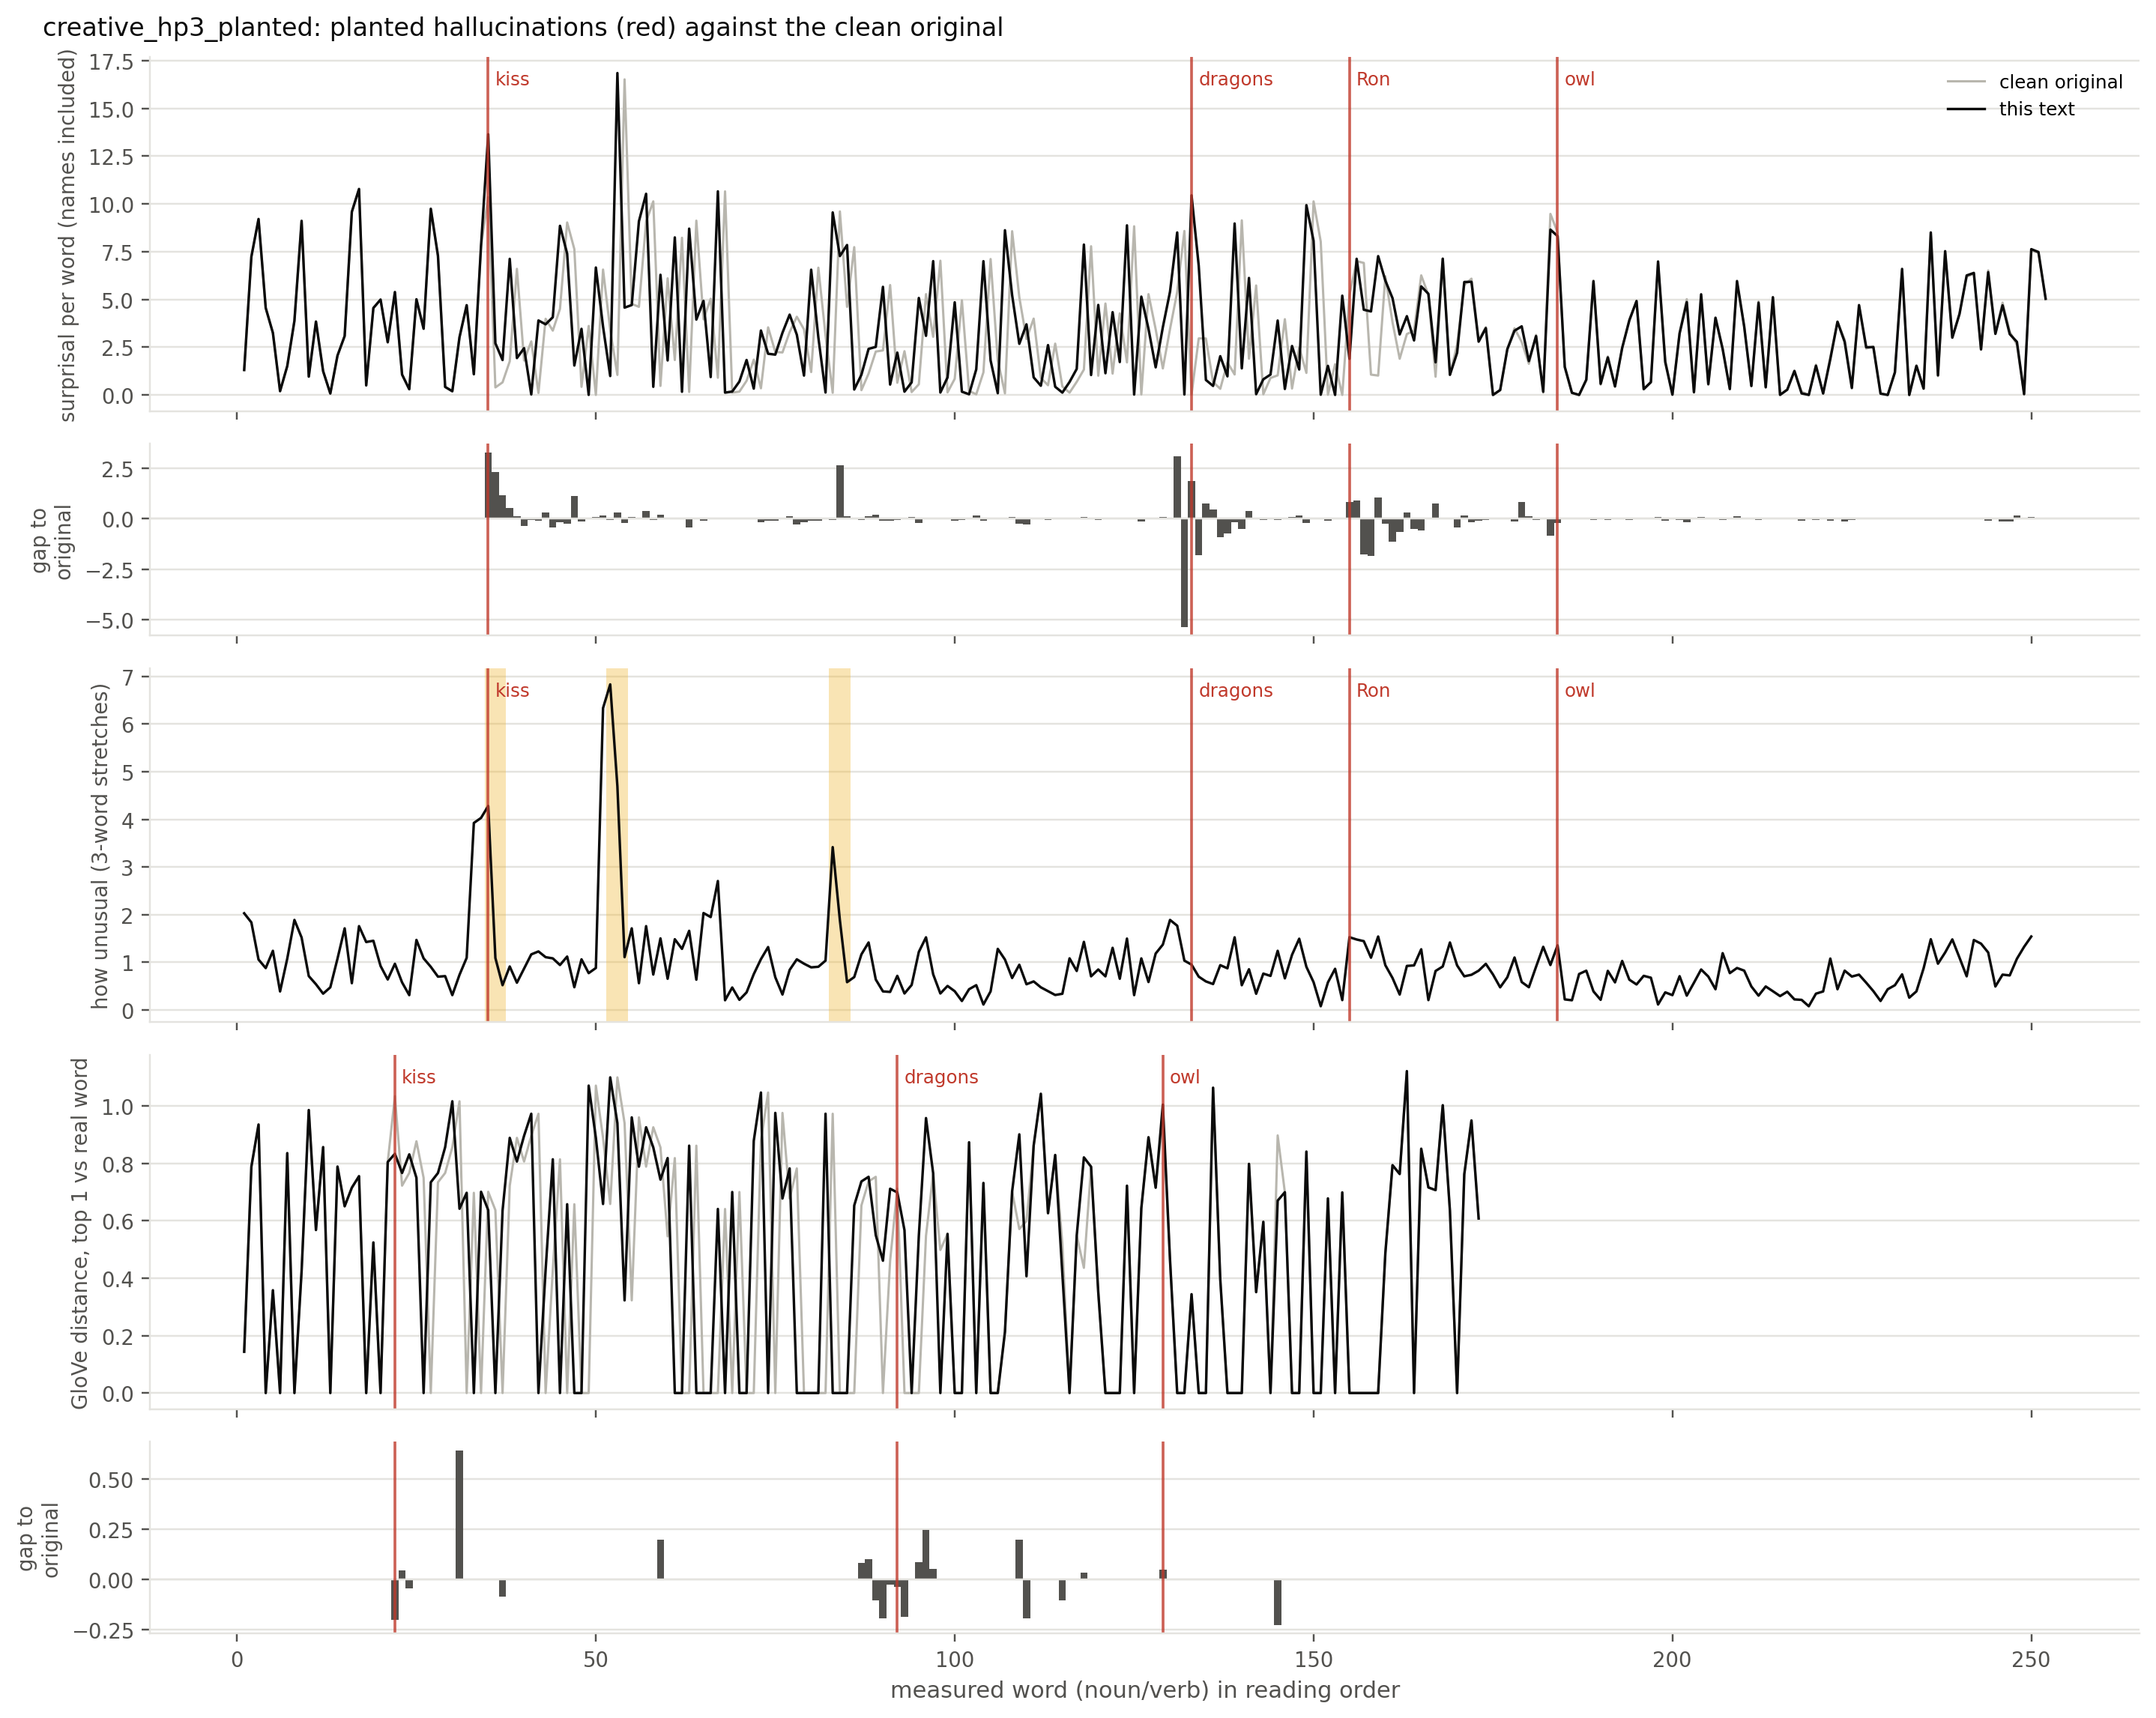 creative_hp3_planted: planted hallucinations (red) against the clean original
surprisal per word (names included)
17.5
15.0
12.5
10.0
7.5
5.0
2.5
0.0
kiss
dragons
Ron
owl
clean original
this text
gap to
original
2.5
0.0
−2.5
−5.0
how unusual (3-word stretches)
7
6
5
4
3
2
1
0
kiss
dragons
Ron
owl
GloVe distance, top 1 vs real word
1.0
0.8
0.6
0.4
0.2
0.0
kiss
dragons
owl
gap to
original
0.50
0.25
0.00
−0.25
0
50
100
150
200
250
measured word (noun/verb) in reading order